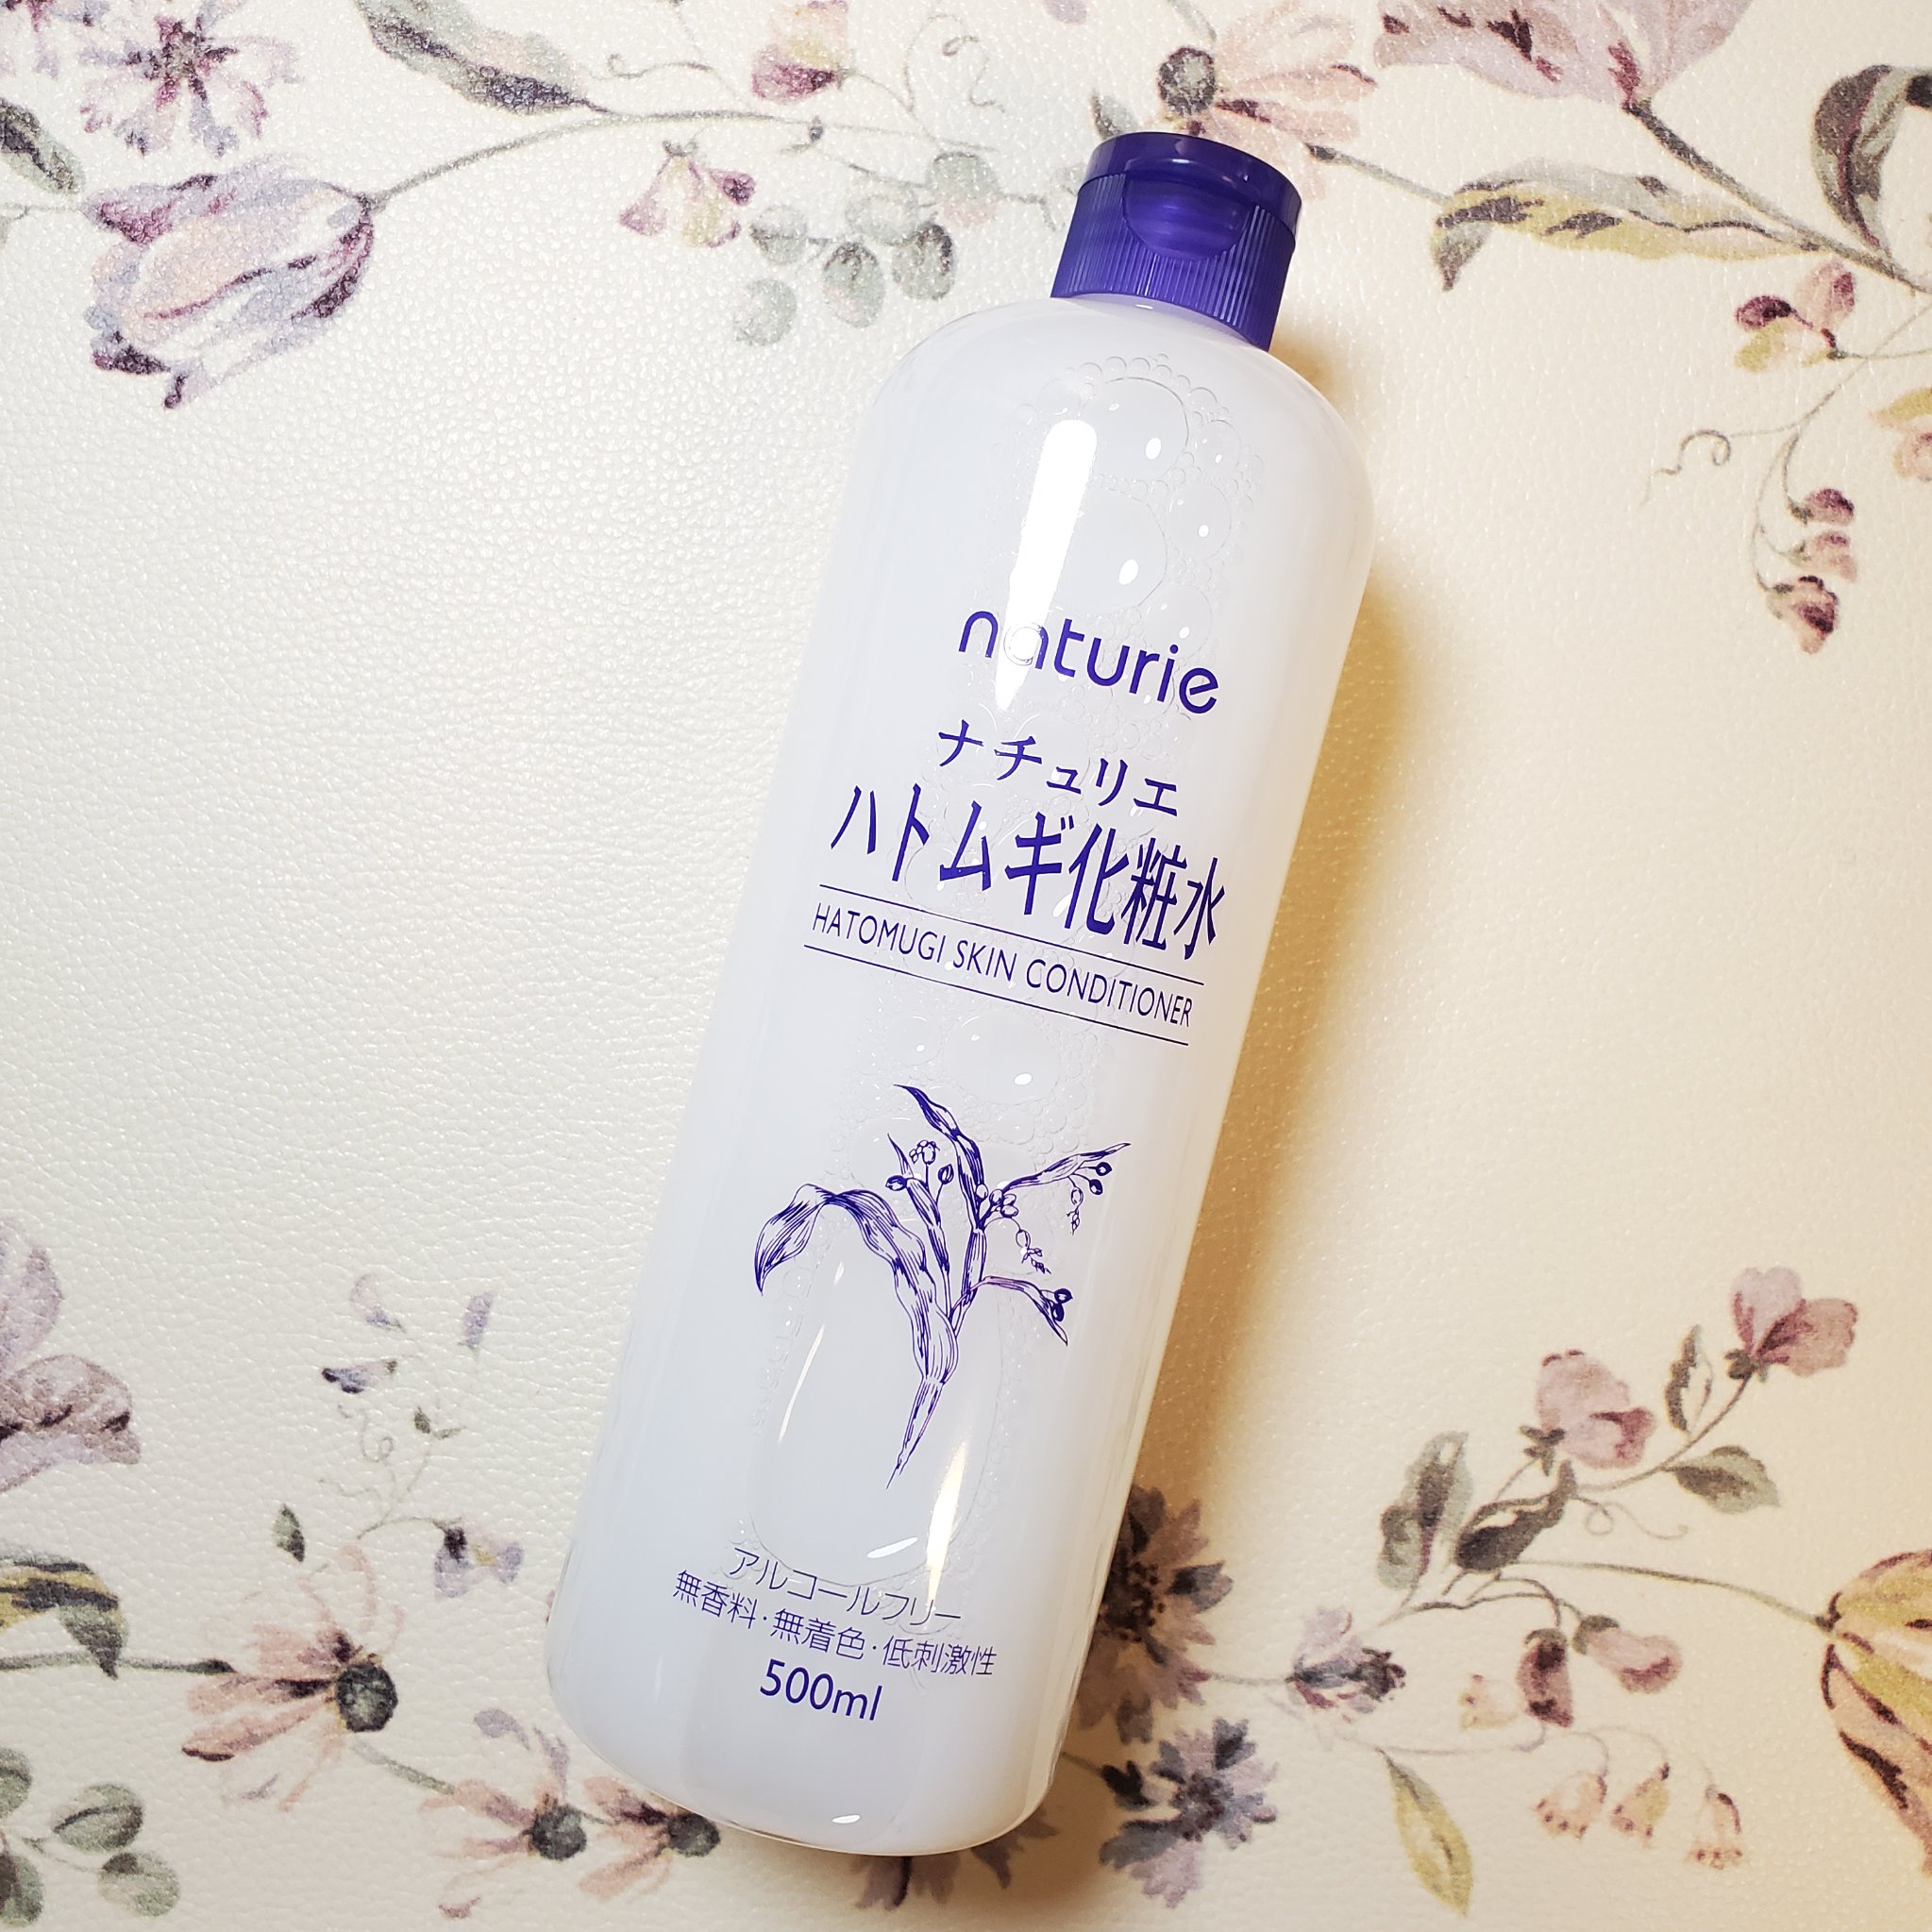 naturie
ナチュリエ
ハトムギ化粧水
HATOMUGI SKIN CONDITIONER
アルコールフリー
無香料・無着色・低刺激性
500ml